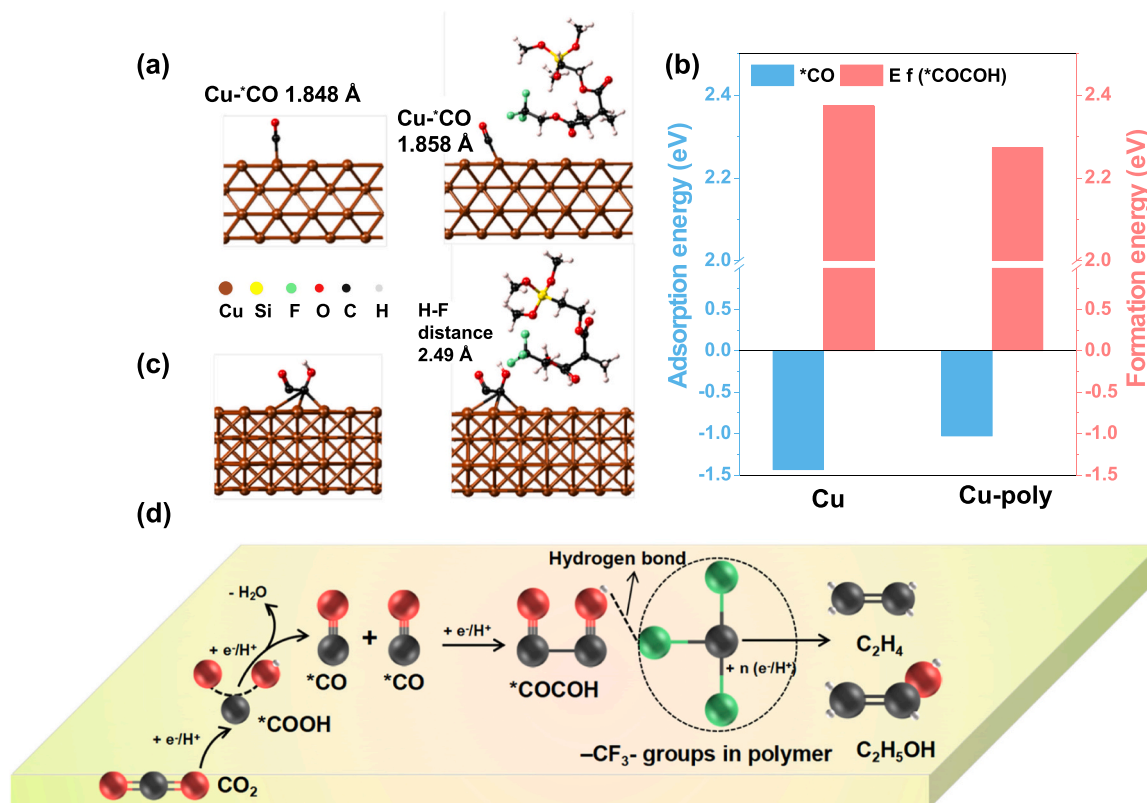 (a)
Cu-*CO 1.848 Å
Cu-*CO
1.858 Å
Cu Si F O C H
H-F
distance
2.49 Å
(b)
*CO
E f (*COCOH)
Adsorption energy (eV)
2.4
2.2
2.0
0.5
0.0
-0.5
-1.0
-1.5
Cu
Cu-poly
2.4
2.2
2.0
0.5
0.0
-0.5
-1.0
-1.5
Formation energy (eV)
(c)
(d)
Hydrogen bond
- H₂O
+ e⁻/H⁺
+
+ e⁻/H⁺
*CO
*CO
*COCOH
+ n (e⁻/H⁺)
C₂H₄
*COOH
+ e⁻/H⁺
–CF₃- groups in polymer
C₂H₅OH
CO₂